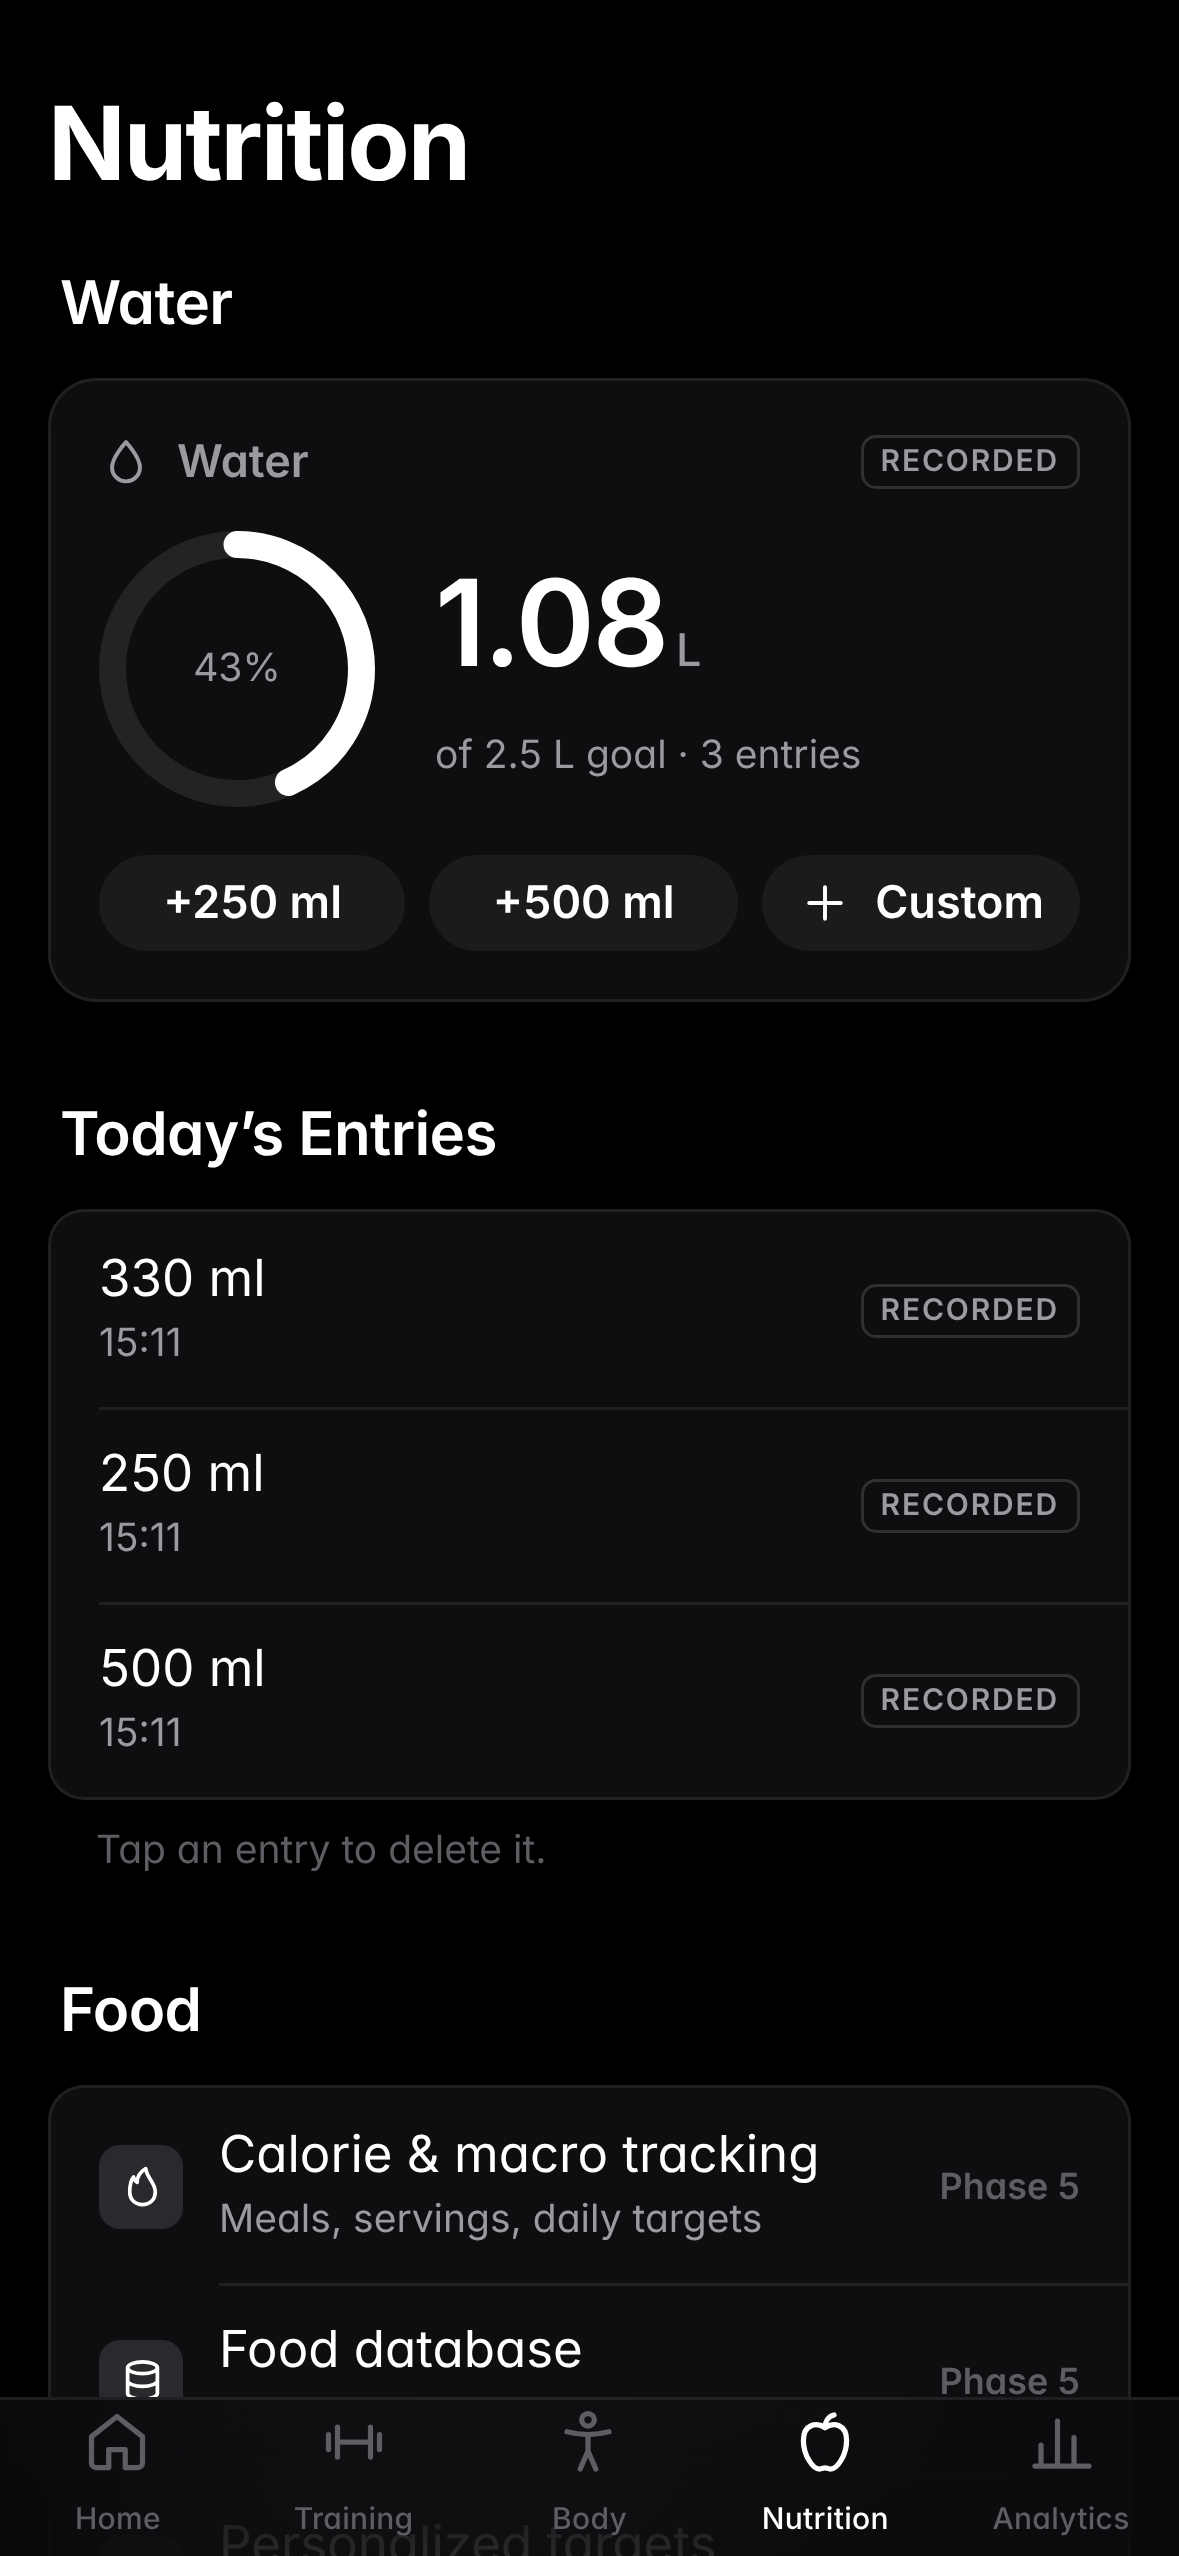 Nutrition
Water
Water
RECORDED
43%
1.08 L
of 2.5 L goal · 3 entries
+250 ml
+500 ml
Custom
Today’s Entries
330 ml
15:11
RECORDED
250 ml
15:11
RECORDED
500 ml
15:11
RECORDED
Tap an entry to delete it.
Food
Calorie & macro tracking
Meals, servings, daily targets
Phase 5
Food database
Phase 5
Personalized targets
Home
Training
Body
Nutrition
Analytics